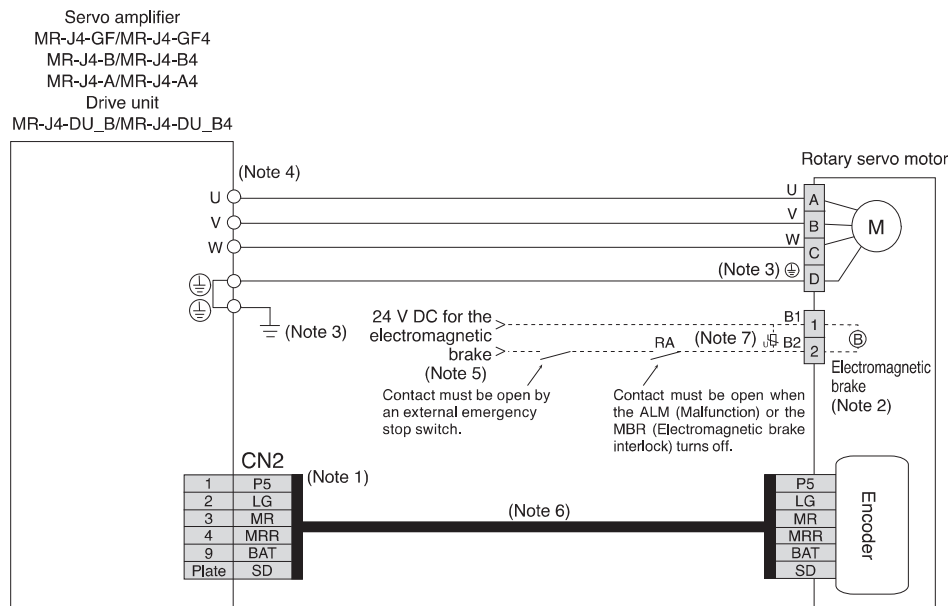 Servo amplifier
MR-J4-GF/MR-J4-GF4
MR-J4-B/MR-J4-B4
MR-J4-A/MR-J4-A4
Drive unit
MR-J4-DU_B/MR-J4-DU_B4
Rotary servo motor
(Note 4)
U
V
W
U
V
W
A
B
C
D
M
(Note 3)
(Note 3)
24 V DC for the
electromagnetic
brake
(Note 5)
RA
(Note 7)
U
B1
B2
1
2
B
Electromagnetic
brake
(Note 2)
Contact must be open by
an external emergency
stop switch.
Contact must be open when
the ALM (Malfunction) or the
MBR (Electromagnetic brake
interlock) turns off.
CN2
(Note 1)
1 P5
2 LG
3 MR
4 MRR
9 BAT
Plate SD
(Note 6)
P5
LG
MR
MRR
BAT
SD
Encoder